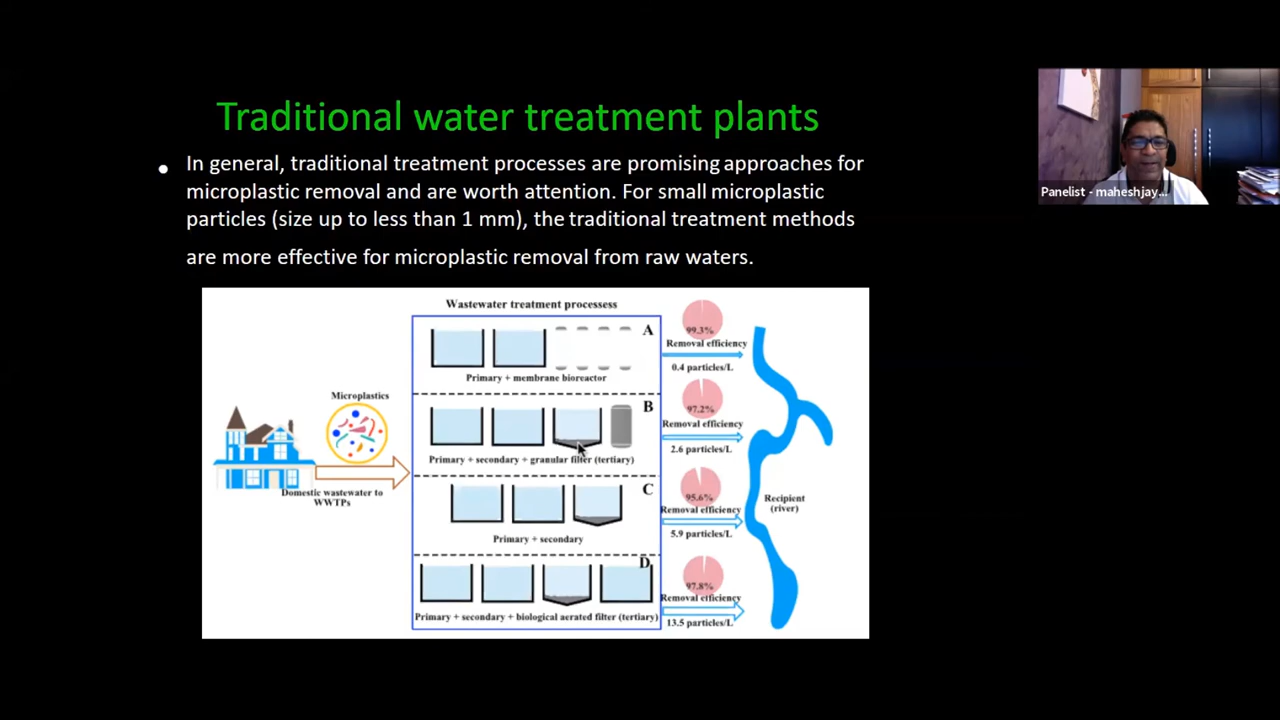 Traditional water treatment plants
• In general, traditional treatment processes are promising approaches for
microplastic removal and are worth attention. For small microplastic
particles (size up to less than 1 mm), the traditional treatment methods
are more effective for microplastic removal from raw waters.
Panelist - maheshjay...
Wastewater treatment processess
Microplastics
Domestic wastewater to
WWTPs
A
Primary + membrane bioreactor
99.3%
Removal efficiency
0.4 particles/L
B
Primary + secondary + granular filter (tertiary)
97.2%
Removal efficiency
2.6 particles/L
C
Primary + secondary
95.6%
Removal efficiency
5.9 particles/L
D
Primary + secondary + biological aerated filter (tertiary)
97.8%
Removal efficiency
13.5 particles/L
Recipient
(river)